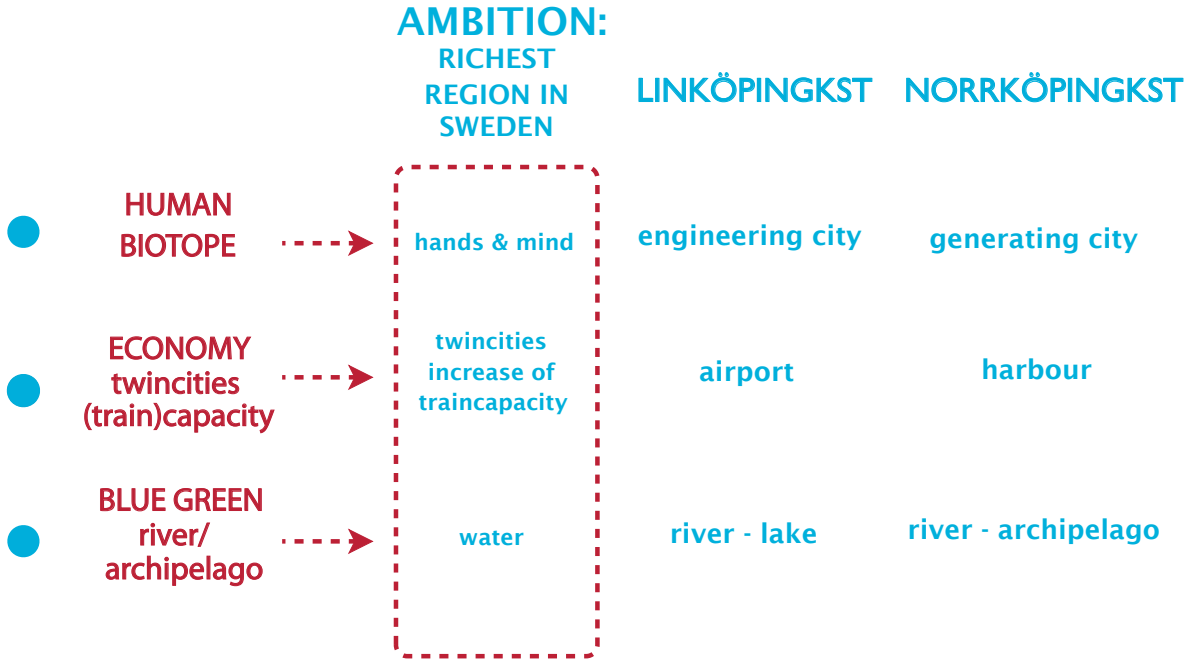 AMBITION:
RICHEST
REGION IN
SWEDEN
LINKÖPINGKST
NORRKÖPINGKST
HUMAN
BIOTOPE
hands & mind
engineering city
generating city
ECONOMY
twincities
(train)capacity
twincities
increase of
traincapacity
airport
harbour
BLUE GREEN
river/
archipelago
water
river - lake
river - archipelago